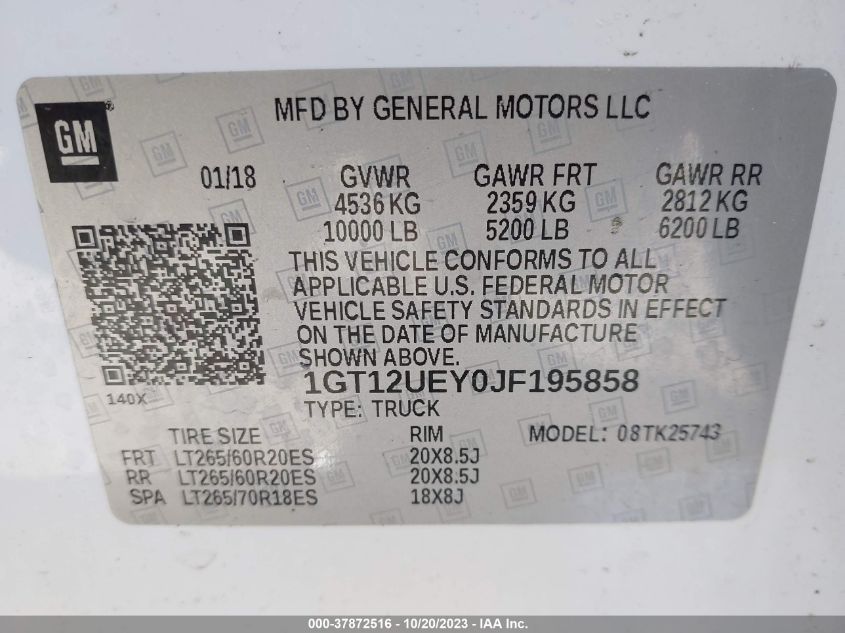 GM
MFD BY GENERAL MOTORS LLC
01/18 GVWR GAWR FRT GAWR RR
4536 KG 2359 KG 2812 KG
10000 LB 5200 LB 6200 LB
THIS VEHICLE CONFORMS TO ALL
APPLICABLE U.S. FEDERAL MOTOR
VEHICLE SAFETY STANDARDS IN EFFECT
ON THE DATE OF MANUFACTURE
SHOWN ABOVE.
140X
1GT12UEY0JF195858
TYPE: TRUCK
TIRE SIZE RIM MODEL: 08TK25743
FRT LT265/60R20ES 20X8.5J
RR LT265/60R20ES 20X8.5J
SPA LT265/70R18ES 18X8J
000-37872516 - 10/20/2023 - IAA Inc.